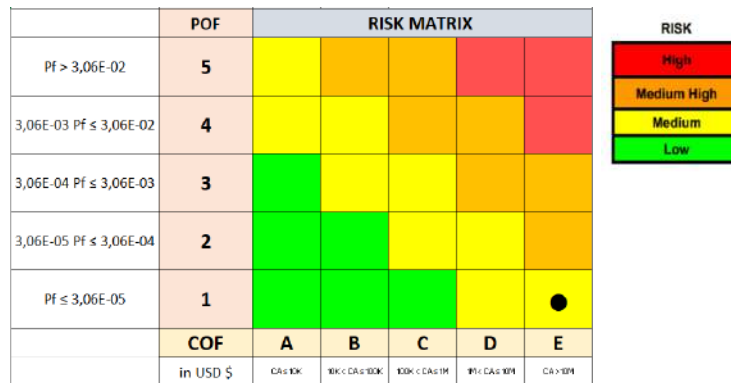 POF RISK MATRIX
RISK
Pf > 3,06E-02 5
High
Medium High
3,06E-03 Pf ≤ 3,06E-02 4
Medium
Low
3,06E-04 Pf ≤ 3,06E-03 3
3,06E-05 Pf ≤ 3,06E-04 2
Pf ≤ 3,06E-05 1
COF A B C D E
in USD $ CA≤10K 10K<CA≤100K 100K<CA≤1M 1M<CA≤10M CA>10M